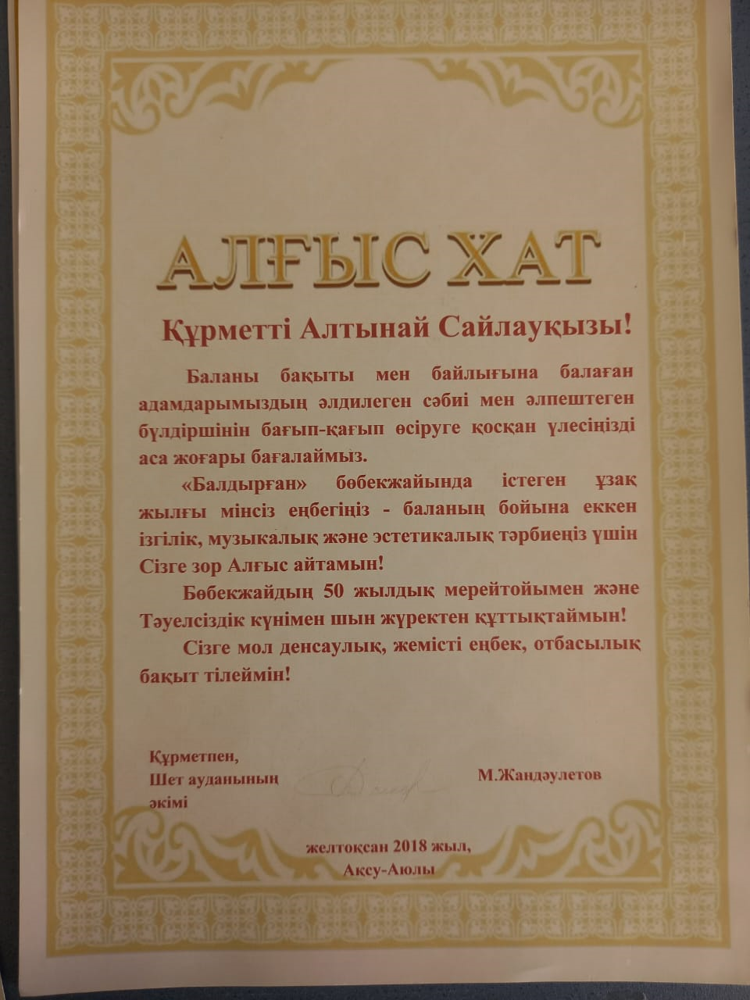 АЛҒЫС ХАТ
Құрметті Алтынай Сайлауқызы!
Баланы бақыты мен байлығына балаған
адамдарымыздың әлдилеген сәбиі мен әлпештеген
бүлдіршінін бағып-қағып өсіруге қосқан үлесіңізді
аса жоғары бағалаймыз.
«Балдырған» бөбекжайында істеген ұзақ
жылғы мінсіз еңбегіңіз - баланың бойына еккен
ізгілік, музыкалық және эстетикалық тәрбиеңіз үшін
Сізге зор Алғыс айтамын!
Бөбекжайдың 50 жылдық мерейтойымен және
Тәуелсіздік күнімен шын жүректен құттықтаймын!
Сізге мол денсаулық, жемісті еңбек, отбасылық
бақыт тілеймін!
Құрметпен,
Шет ауданының
әкімі
М.Жандәулетов
желтоқсан 2018 жыл,
Ақсу-Аюлы